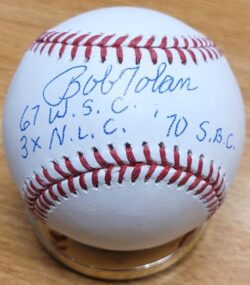 Bob Tolan
67 W.S.C.
3x N.L.C. '70 S.B.C.